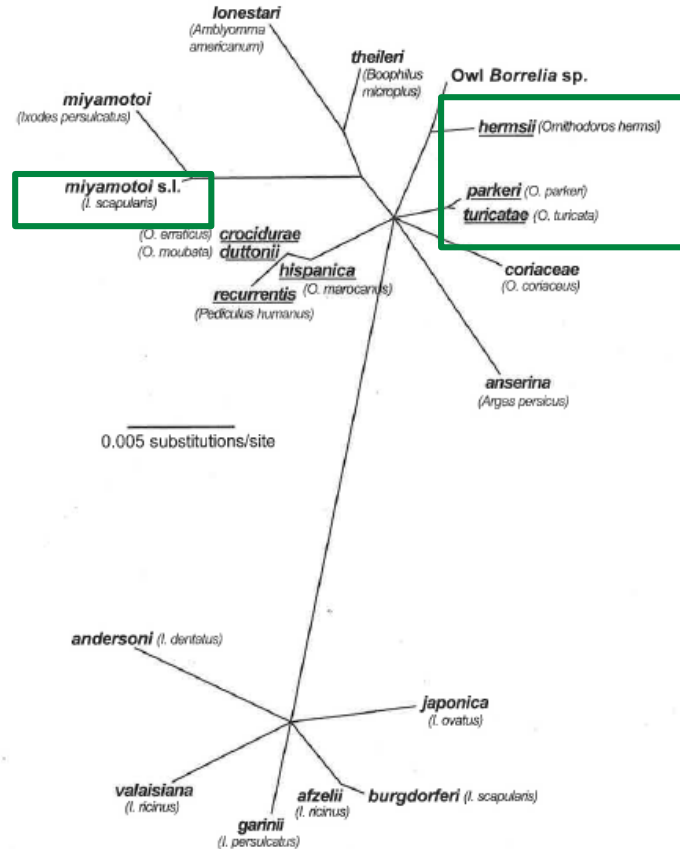 lonestari
(Amblyomma
americanum)
theileri
(Boophilus
microplus)
Owl Borrelia sp.
miyamotoi
(Ixodes persulcatus)
hermsii (Ornithodoros hermsi)
miyamotoi s.l.
(I. scapularis)
parkeri (O. parkeri)
turicatae (O. turicata)
(O. erraticus) crocidurae
(O. moubata) duttonii
hispanica
(O. marocanus)
recurrentis
(Pediculus humanus)
coriaceae
(O. coriaceus)
anserina
(Argas persicus)
0.005 substitutions/site
andersoni (I. dentatus)
japonica
(I. ovatus)
valaisiana
(I. ricinus)
afzelii
(I. ricinus)
burgdorferi (I. scapularis)
garinii
(I. persulcatus)